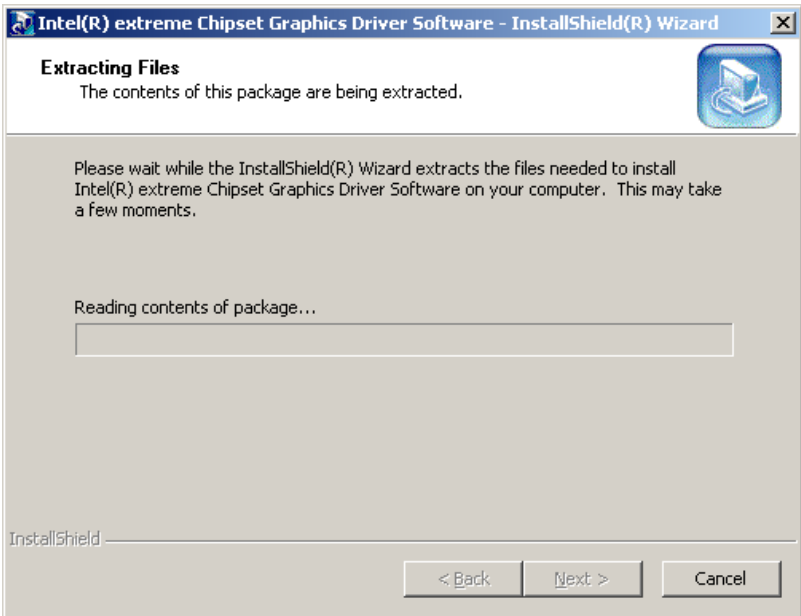 Intel(R) extreme Chipset Graphics Driver Software - InstallShield(R) Wizard
Extracting Files
The contents of this package are being extracted.
Please wait while the InstallShield(R) Wizard extracts the files needed to install
Intel(R) extreme Chipset Graphics Driver Software on your computer.  This may take
a few moments.
Reading contents of package...
InstallShield
< Back
Next >
Cancel